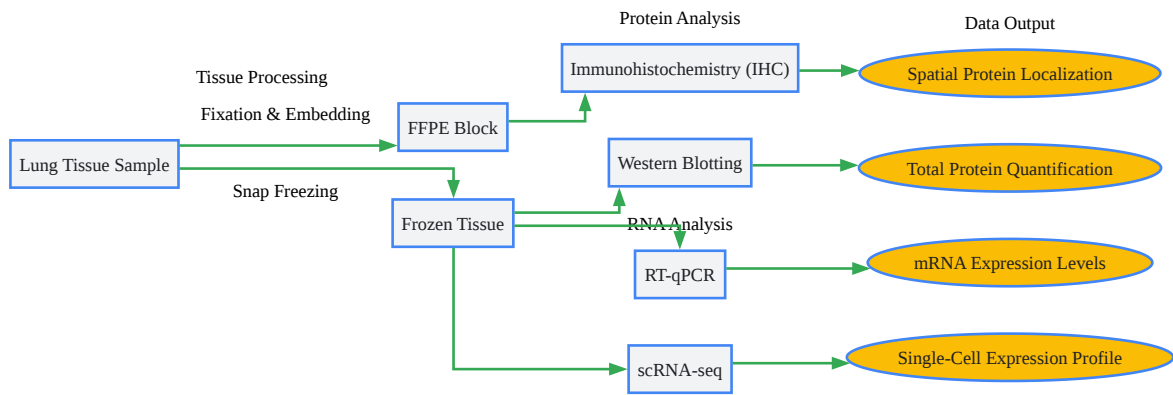 Protein Analysis
Data Output
Immunohistochemistry (IHC)
Spatial Protein Localization
Tissue Processing
Fixation & Embedding
FFPE Block
Lung Tissue Sample
Western Blotting
Total Protein Quantification
Snap Freezing
Frozen Tissue
RNA Analysis
RT-qPCR
mRNA Expression Levels
scRNA-seq
Single-Cell Expression Profile